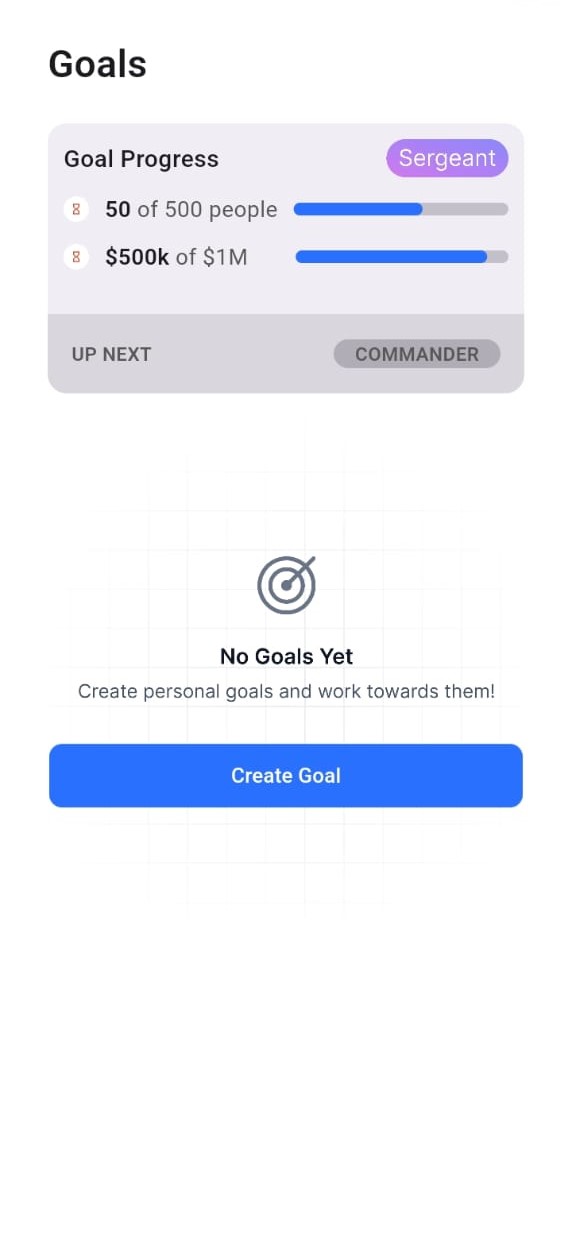 Goals
Goal Progress
Sergeant
50 of 500 people
$500k of $1M
UP NEXT
COMMANDER
No Goals Yet
Create personal goals and work towards them!
Create Goal